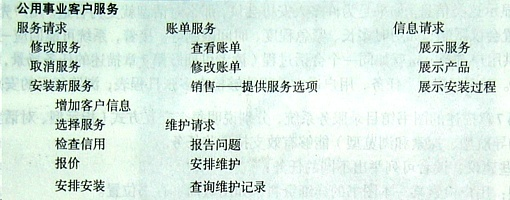 公用事业客户服务
服务请求 账单服务 信息请求
修改服务 查看账单 展示服务
取消服务 修改账单 展示产品
安装新服务 销售——提供服务选项 展示安装过程
增加客户信息
选择服务 维护请求
检查信用 报告问题
报价 安排维护
安排安装 查询维护记录